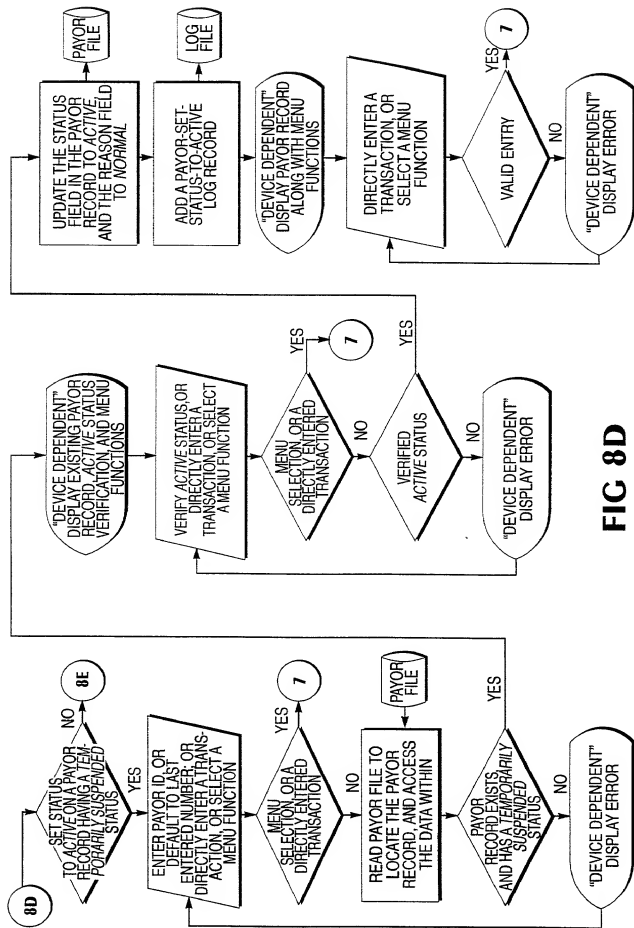 8D
SET STATUS
TO ACTIVE ON A PAYOR
RECORD HAVING A TEM-
PORARILY SUSPENDED
STATUS
NO
8E
YES
ENTER PAYOR ID, OR
DEFAULT TO LAST
ENTERED NUMBER; OR
DIRECTLY ENTER A TRANS-
ACTION, OR SELECT A
MENU FUNCTION
MENU
SELECTION, OR A
DIRECTLY ENTERED
TRANSACTION
YES
7
NO
READ PAYOR FILE TO
LOCATE THE PAYOR
RECORD, AND ACCESS
THE DATA WITHIN
PAYOR
FILE
PAYOR
RECORD EXISTS,
AND HAS A TEMPORARILY
SUSPENDED
STATUS
YES
NO
"DEVICE DEPENDENT"
DISPLAY ERROR
"DEVICE DEPENDENT"
DISPLAY EXISTING PAYOR
RECORD, ACTIVE STATUS
VERIFICATION, AND MENU
FUNCTIONS
VERIFY ACTIVE STATUS, OR
DIRECTLY ENTER A
TRANSACTION, OR SELECT
A MENU FUNCTION
MENU
SELECTION, OR A
DIRECTLY ENTERED
TRANSACTION
YES
7
NO
VERIFIED
ACTIVE STATUS
YES
NO
"DEVICE DEPENDENT"
DISPLAY ERROR
UPDATE THE STATUS
FIELD IN THE PAYOR
RECORD TO ACTIVE,
AND THE REASON FIELD
TO NORMAL
PAYOR
FILE
ADD A PAYOR-SET-
STATUS-TO-ACTIVE
LOG RECORD
LOG
FILE
"DEVICE DEPENDENT"
DISPLAY PAYOR RECORD
ALONG WITH MENU
FUNCTIONS
DIRECTLY ENTER A
TRANSACTION, OR
SELECT A MENU
FUNCTION
VALID ENTRY
YES
7
NO
"DEVICE DEPENDENT"
DISPLAY ERROR
FIG 8D